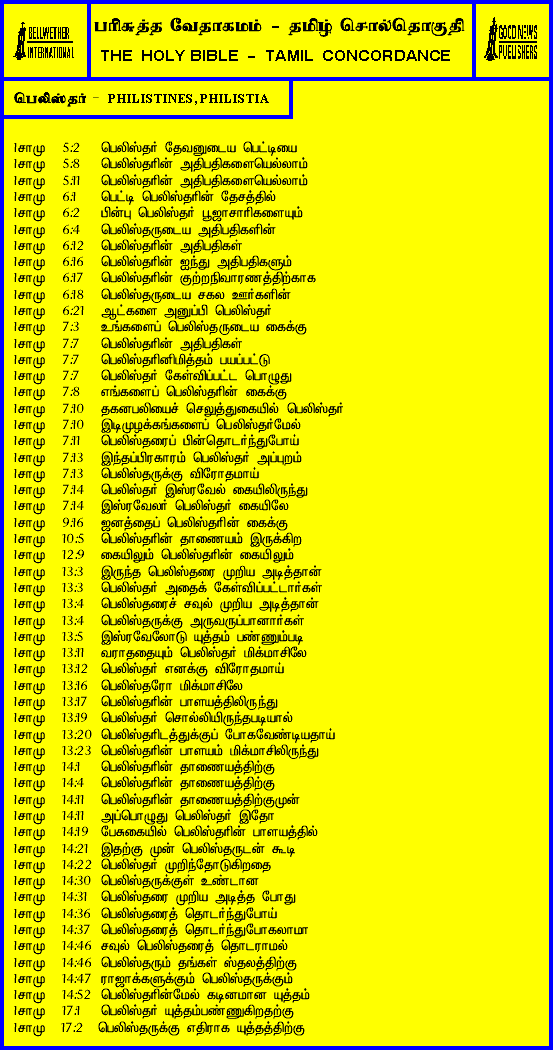 BELLWETHER
INTERNATIONAL
பரிசுத்த வேதாகமம் - தமிழ் சொல்தொகுதி
THE HOLY BIBLE - TAMIL CONCORDANCE
GOOD NEWS
PUBLISHERS
பெலிஸ்தர் - PHILISTINES, PHILISTIA
1சாமு 5:2 பெலிஸ்தர் தேவனுடைய பெட்டியை
1சாமு 5:8 பெலிஸ்தரின் அதிபதிகளையெல்லாம்
1சாமு 5:11 பெலிஸ்தரின் அதிபதிகளையெல்லாம்
1சாமு 6:1 பெட்டி பெலிஸ்தரின் தேசத்தில்
1சாமு 6:2 பின்பு பெலிஸ்தர் பூஜாசாரிகளையும்
1சாமு 6:4 பெலிஸ்தருடைய அதிபதிகளின்
1சாமு 6:12 பெலிஸ்தரின் அதிபதிகள்
1சாமு 6:16 பெலிஸ்தரின் ஐந்து அதிபதிகளும்
1சாமு 6:17 பெலிஸ்தரின் குற்றநிவாரணத்திற்காக
1சாமு 6:18 பெலிஸ்தருடைய சகல ஊர்களின்
1சாமு 6:21 ஆட்களை அனுப்பி பெலிஸ்தர்
1சாமு 7:3 உங்களைப் பெலிஸ்தருடைய கைக்கு
1சாமு 7:7 பெலிஸ்தரின் அதிபதிகள்
1சாமு 7:7 பெலிஸ்தரினிமித்தம் பயப்பட்டு
1சாமு 7:7 பெலிஸ்தர் கேள்விப்பட்ட பொழுது
1சாமு 7:8 எங்களைப் பெலிஸ்தரின் கைக்கு
1சாமு 7:10 தகனபலியைச் செலுத்துகையில் பெலிஸ்தர்
1சாமு 7:10 இடிமுழக்கங்களைப் பெலிஸ்தர்மேல்
1சாமு 7:11 பெலிஸ்தரைப் பின்தொடர்ந்துபோய்
1சாமு 7:13 இந்தப்பிரகாரம் பெலிஸ்தர் அப்புறம்
1சாமு 7:13 பெலிஸ்தருக்கு விரோதமாய்
1சாமு 7:14 பெலிஸ்தர் இஸ்ரவேல் கையிலிருந்து
1சாமு 7:14 இஸ்ரவேலர் பெலிஸ்தர் கையிலே
1சாமு 9:16 ஜனத்தைப் பெலிஸ்தரின் கைக்கு
1சாமு 10:5 பெலிஸ்தரின் தாணையம் இருக்கிற
1சாமு 12:9 கையிலும் பெலிஸ்தரின் கையிலும்
1சாமு 13:3 இருந்த பெலிஸ்தரை முறிய அடித்தான்
1சாமு 13:3 பெலிஸ்தர் அதைக் கேள்விப்பட்டார்கள்
1சாமு 13:4 பெலிஸ்தரைச் சவுல் முறிய அடித்தான்
1சாமு 13:4 பெலிஸ்தருக்கு அருவருப்பானார்கள்
1சாமு 13:5 இஸ்ரவேலோடு யுத்தம் பண்ணும்படி
1சாமு 13:11 வராததையும் பெலிஸ்தர் மிக்மாசிலே
1சாமு 13:12 பெலிஸ்தர் எனக்கு விரோதமாய்
1சாமு 13:16 பெலிஸ்தரோ மிக்மாசிலே
1சாமு 13:17 பெலிஸ்தரின் பாளயத்திலிருந்து
1சாமு 13:19 பெலிஸ்தர் சொல்லியிருந்தபடியால்
1சாமு 13:20 பெலிஸ்தரிடத்துக்குப் போகவேண்டியதாய்
1சாமு 13:23 பெலிஸ்தரின் பாளயம் மிக்மாசிலிருந்து
1சாமு 14:1 பெலிஸ்தரின் தாணையத்திற்கு
1சாமு 14:4 பெலிஸ்தரின் தாணையத்திற்கு
1சாமு 14:11 பெலிஸ்தரின் தாணையத்திற்குமுன்
1சாமு 14:11 அப்பொழுது பெலிஸ்தர் இதோ
1சாமு 14:19 பேசுகையில் பெலிஸ்தரின் பாளயத்தில்
1சாமு 14:21 இதற்கு முன் பெலிஸ்தருடன் கூடி
1சாமு 14:22 பெலிஸ்தர் முறிந்தோடுகிறதை
1சாமு 14:30 பெலிஸ்தருக்குள் உண்டான
1சாமு 14:31 பெலிஸ்தரை முறிய அடித்த போது
1சாமு 14:36 பெலிஸ்தரைத் தொடர்ந்துபோய்
1சாமு 14:37 பெலிஸ்தரைத் தொடர்ந்துபோகலாமா
1சாமு 14:46 சவுல் பெலிஸ்தரைத் தொடராமல்
1சாமு 14:46 பெலிஸ்தரும் தங்கள் ஸ்தலத்திற்கு
1சாமு 14:47 ராஜாக்களுக்கும் பெலிஸ்தருக்கும்
1சாமு 14:52 பெலிஸ்தரின்மேல் கடினமான யுத்தம்
1சாமு 17:1 பெலிஸ்தர் யுத்தம்பண்ணுகிறதற்கு
1சாமு 17:2 பெலிஸ்தருக்கு எதிராக யுத்தத்திற்கு